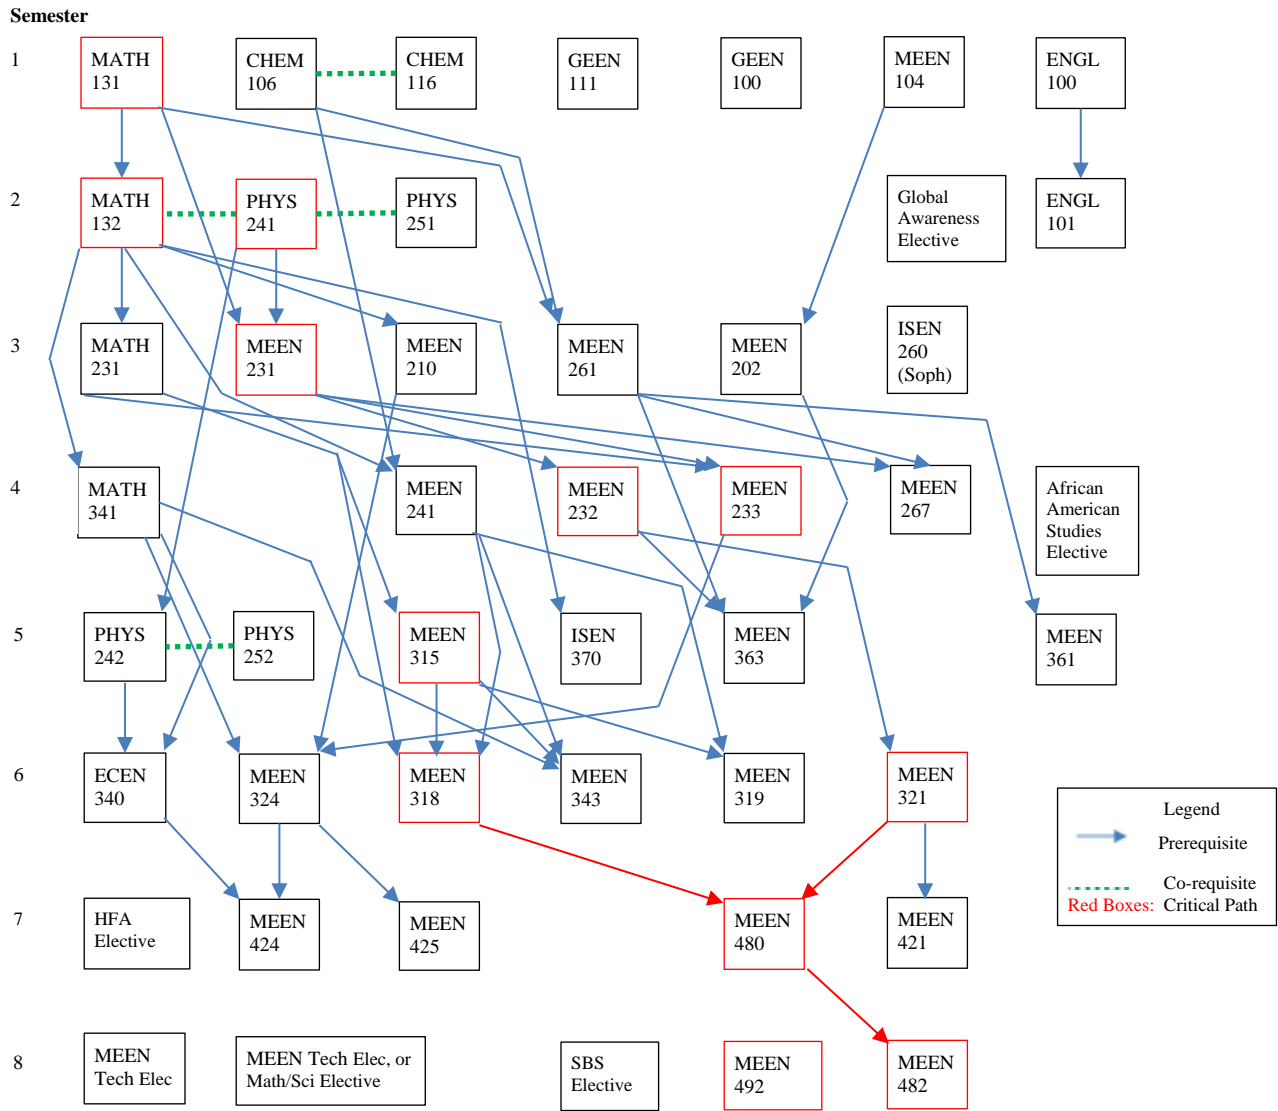 Semester
1
MATH
131
CHEM
106
CHEM
116
GEEN
111
GEEN
100
MEEN
104
ENGL
100
2
MATH
132
PHYS
241
PHYS
251
Global
Awareness
Elective
ENGL
101
3
MATH
231
MEEN
231
MEEN
210
MEEN
261
MEEN
202
ISEN
260
(Soph)
4
MATH
341
MEEN
241
MEEN
232
MEEN
233
MEEN
267
African
American
Studies
Elective
5
PHYS
242
PHYS
252
MEEN
315
ISEN
370
MEEN
363
MEEN
361
6
ECEN
340
MEEN
324
MEEN
318
MEEN
343
MEEN
319
MEEN
321
Legend
Prerequisite
Co-requisite
Red Boxes: Critical Path
7
HFA
Elective
MEEN
424
MEEN
425
MEEN
480
MEEN
421
8
MEEN
Tech Elec
MEEN Tech Elec, or
Math/Sci Elective
SBS
Elective
MEEN
492
MEEN
482